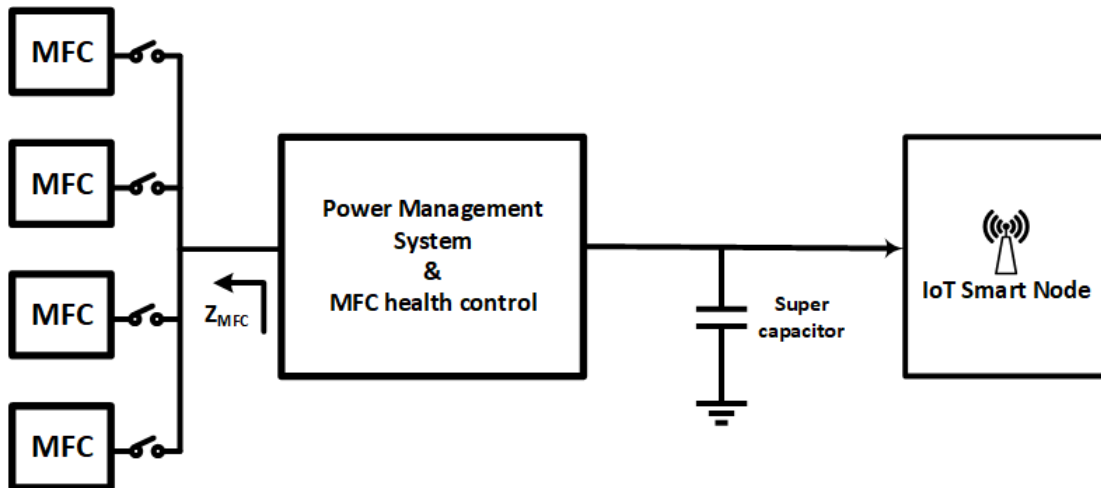 MFC
MFC
MFC
MFC
Z_MFC
Power Management
System
&
MFC health control
Super
capacitor
IoT Smart Node